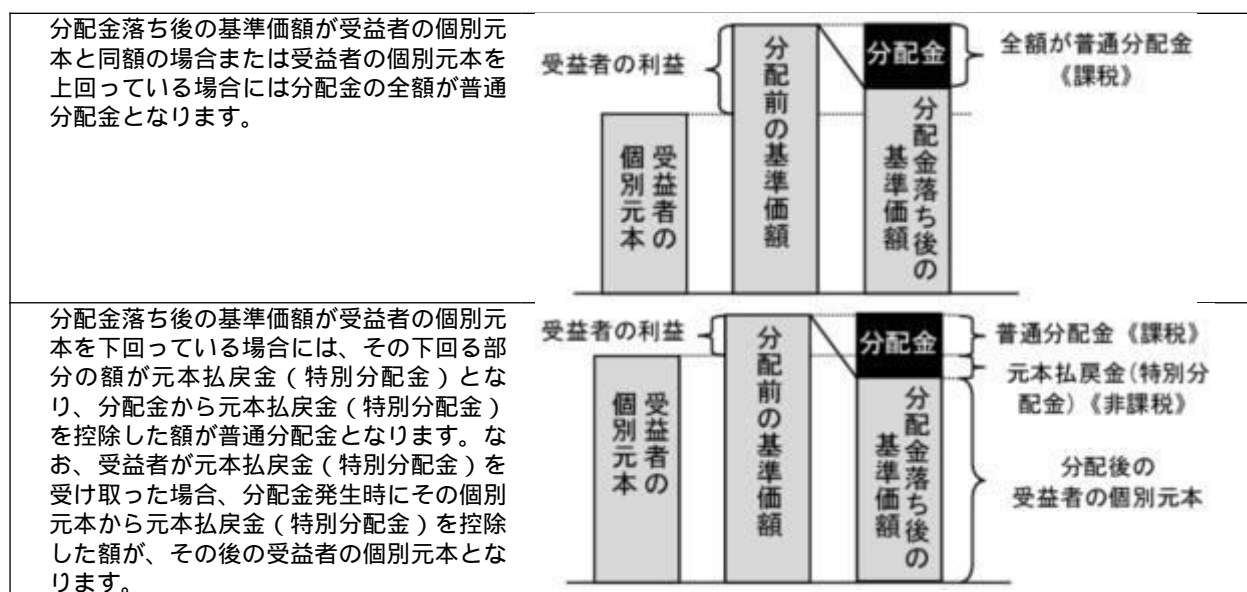 分配金落ち後の基準価額が受益者の個別元
本と同額の場合または受益者の個別元本を
上回っている場合には分配金の全額が普通
分配金となります。
受益者の利益
受益者の
個別元本
分配前の基準価額
分配金
分配金落ち後の
基準価額
全額が普通分配金
《課税》
分配金落ち後の基準価額が受益者の個別元
本を下回っている場合には、その下回る部
分の額が元本払戻金（特別分配金）とな
り、分配金から元本払戻金（特別分配金）
を控除した額が普通分配金となります。な
お、受益者が元本払戻金（特別分配金）を
受け取った場合、分配金発生時にその個別
元本から元本払戻金（特別分配金）を控除
した額が、その後の受益者の個別元本とな
ります。
受益者の利益
受益者の
個別元本
分配前の基準価額
分配金
分配金落ち後の
基準価額
普通分配金《課税》
元本払戻金（特別分
配金）《非課税》
分配後の
受益者の個別元本